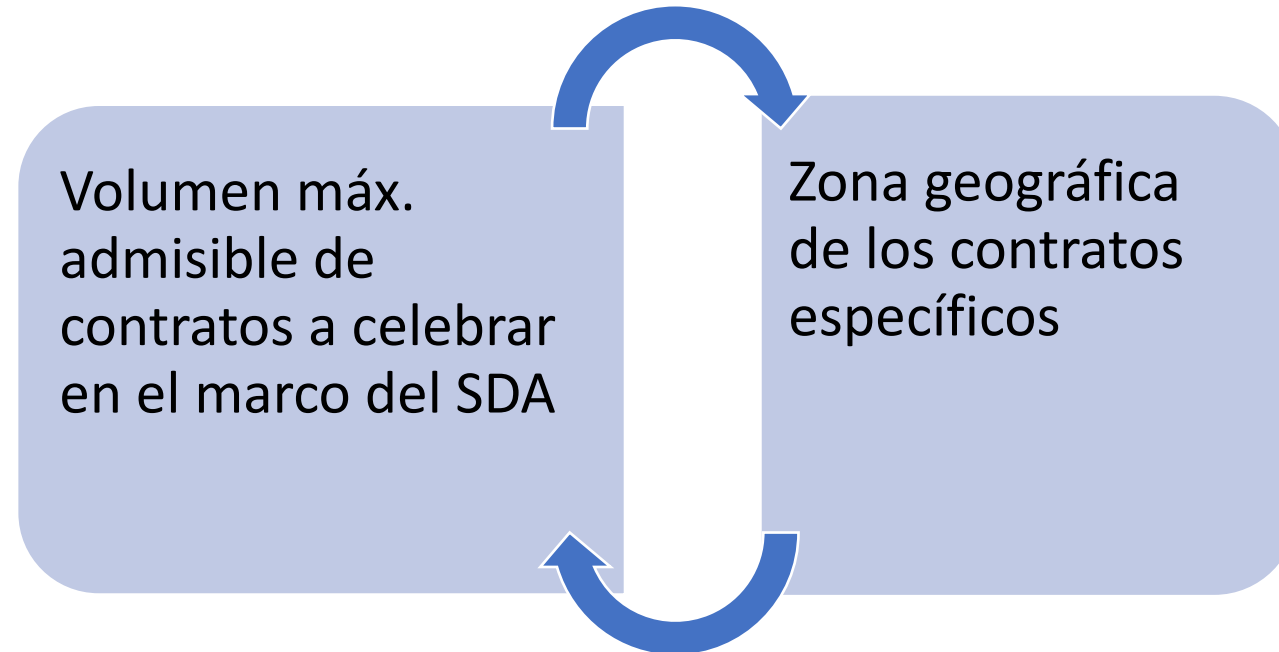 Volumen máx.
admisible de
contratos a celebrar
en el marco del SDA
Zona geográfica
de los contratos
específicos